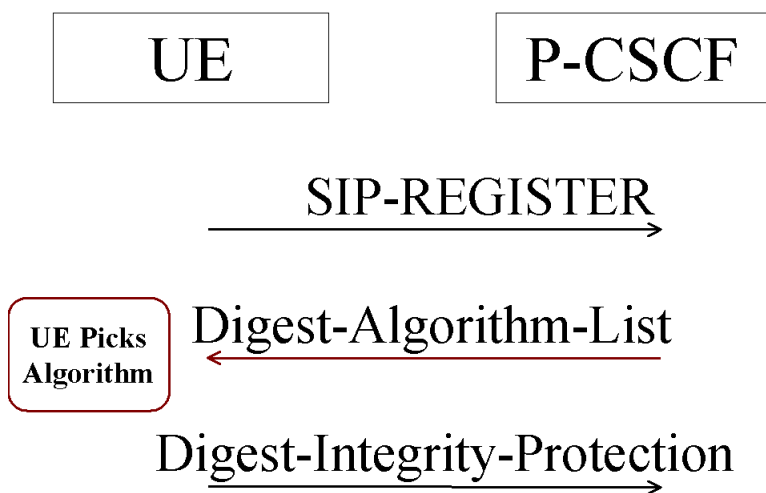 UE
P-CSCF
SIP-REGISTER
Digest-Algorithm-List
UE Picks
Algorithm
Digest-Integrity-Protection